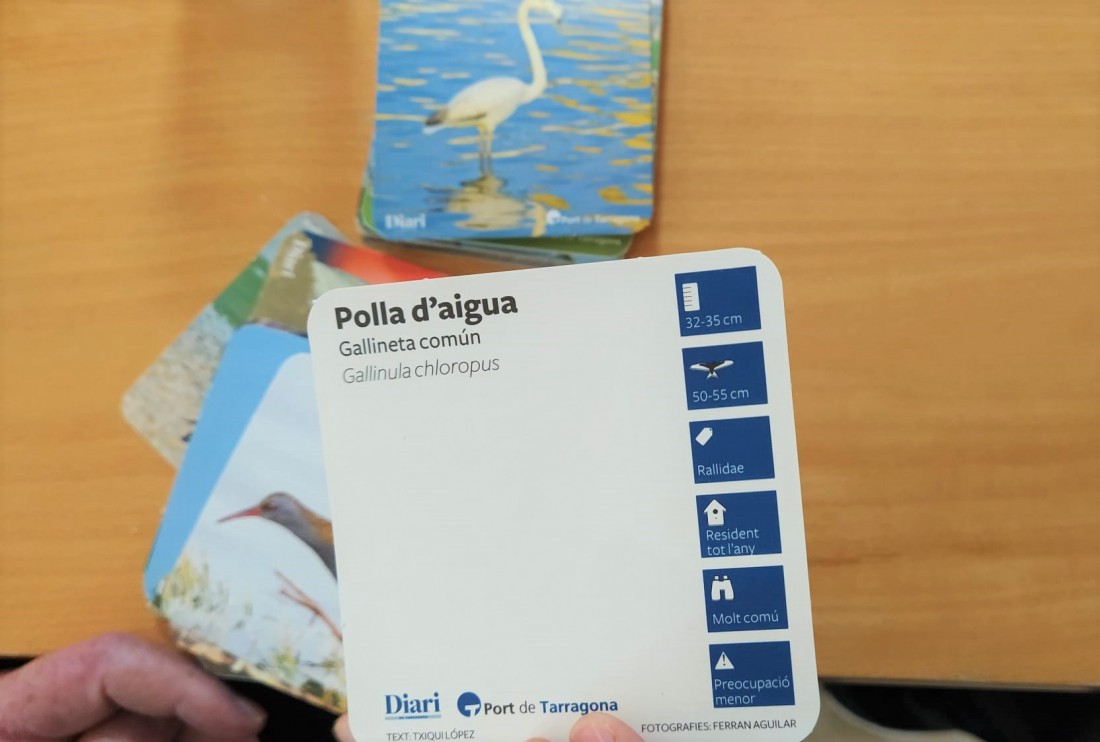 Diari
Port de Tarragona
Diari
Polla d'aigua
Gallineta común
Gallinula chloropus
32-35 cm
50-55 cm
Rallidae
Resident
tot l'any
Molt comú
Preocupació
menor
Diari
Port de Tarragona
TEXT: TXIQUI LÓPEZ
FOTOGRAFIES: FERRAN AGUILAR